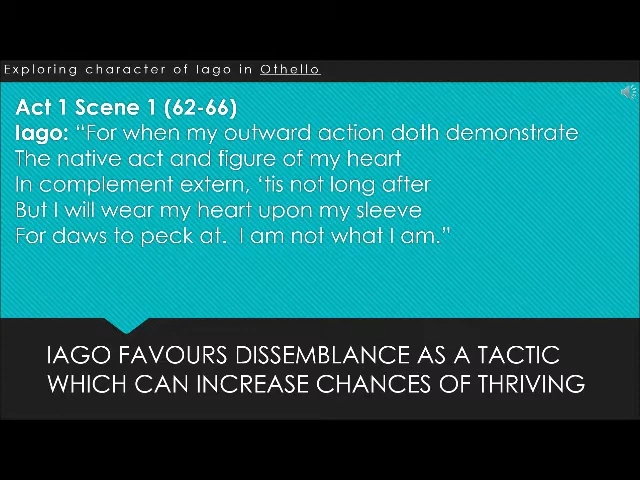 Exploring character of Iago in Othello
Act 1 Scene 1 (62-66)
Iago: “For when my outward action doth demonstrate
The native act and figure of my heart
In complement extern, ‘tis not long after
But I will wear my heart upon my sleeve
For daws to peck at.  I am not what I am.”
IAGO FAVOURS DISSEMBLANCE AS A TACTIC
WHICH CAN INCREASE CHANCES OF THRIVING